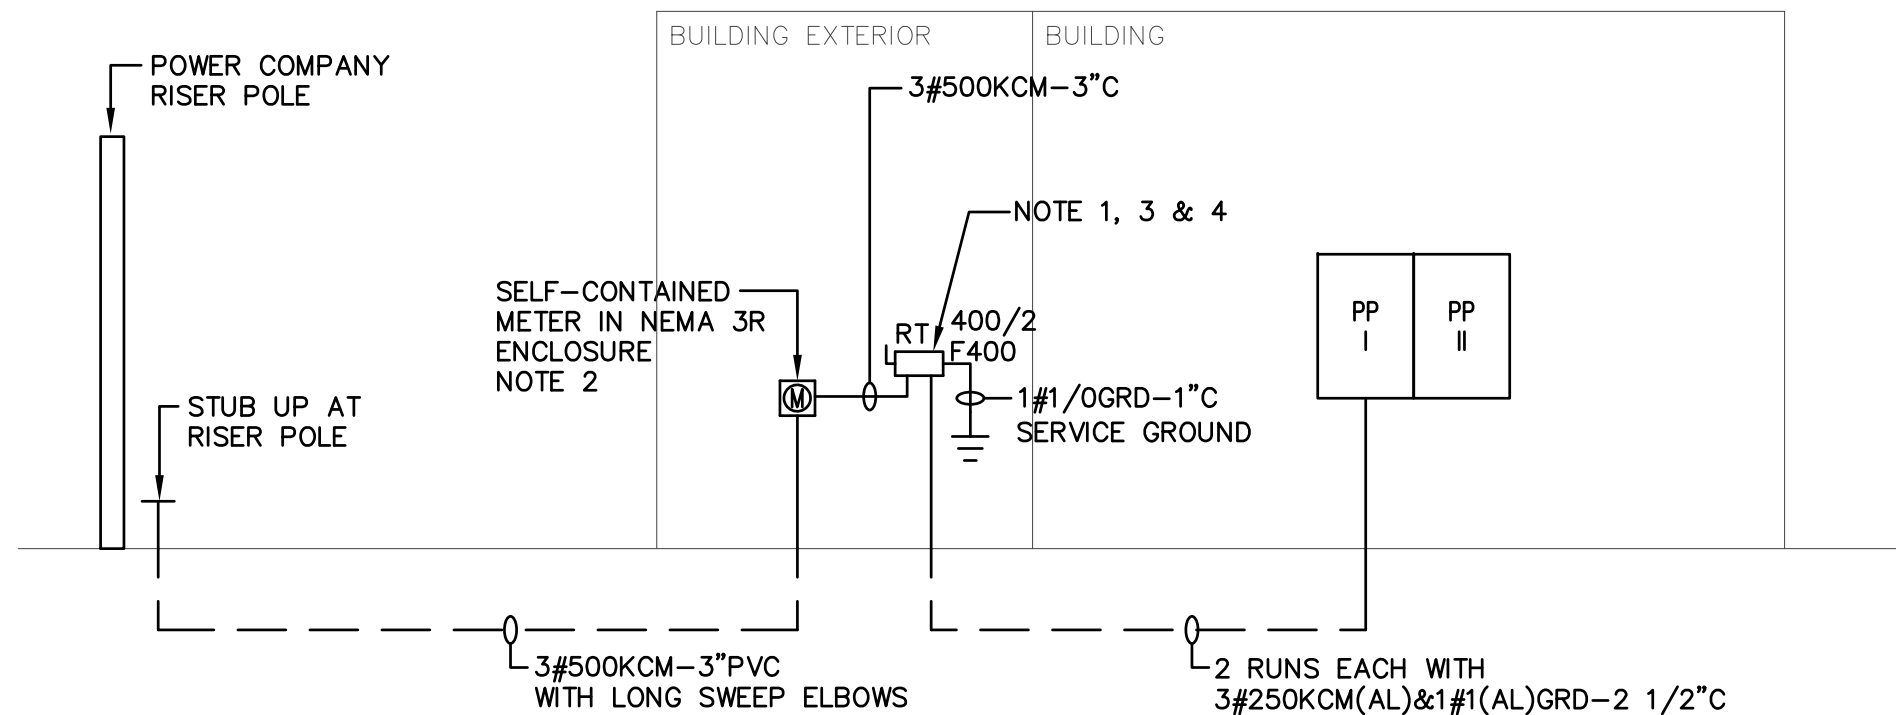 BUILDING EXTERIOR
BUILDING
POWER COMPANY
RISER POLE
3#500KCM-3”C
NOTE 1, 3 & 4
SELF-CONTAINED
METER IN NEMA 3R
ENCLOSURE
NOTE 2
RT
400/2
F400
M
PP
I
PP
II
1#1/0GRD-1”C
SERVICE GROUND
STUB UP AT
RISER POLE
3#500KCM-3”PVC
WITH LONG SWEEP ELBOWS
2 RUNS EACH WITH
3#250KCM(AL)&1#1(AL)GRD-2 1/2”C